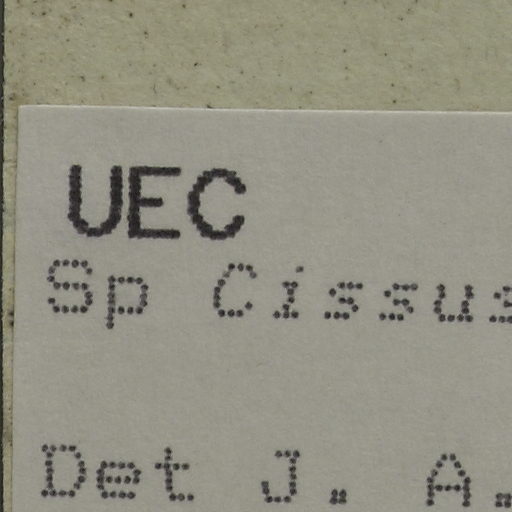 UEC
Sp Cissus
Det J. A.